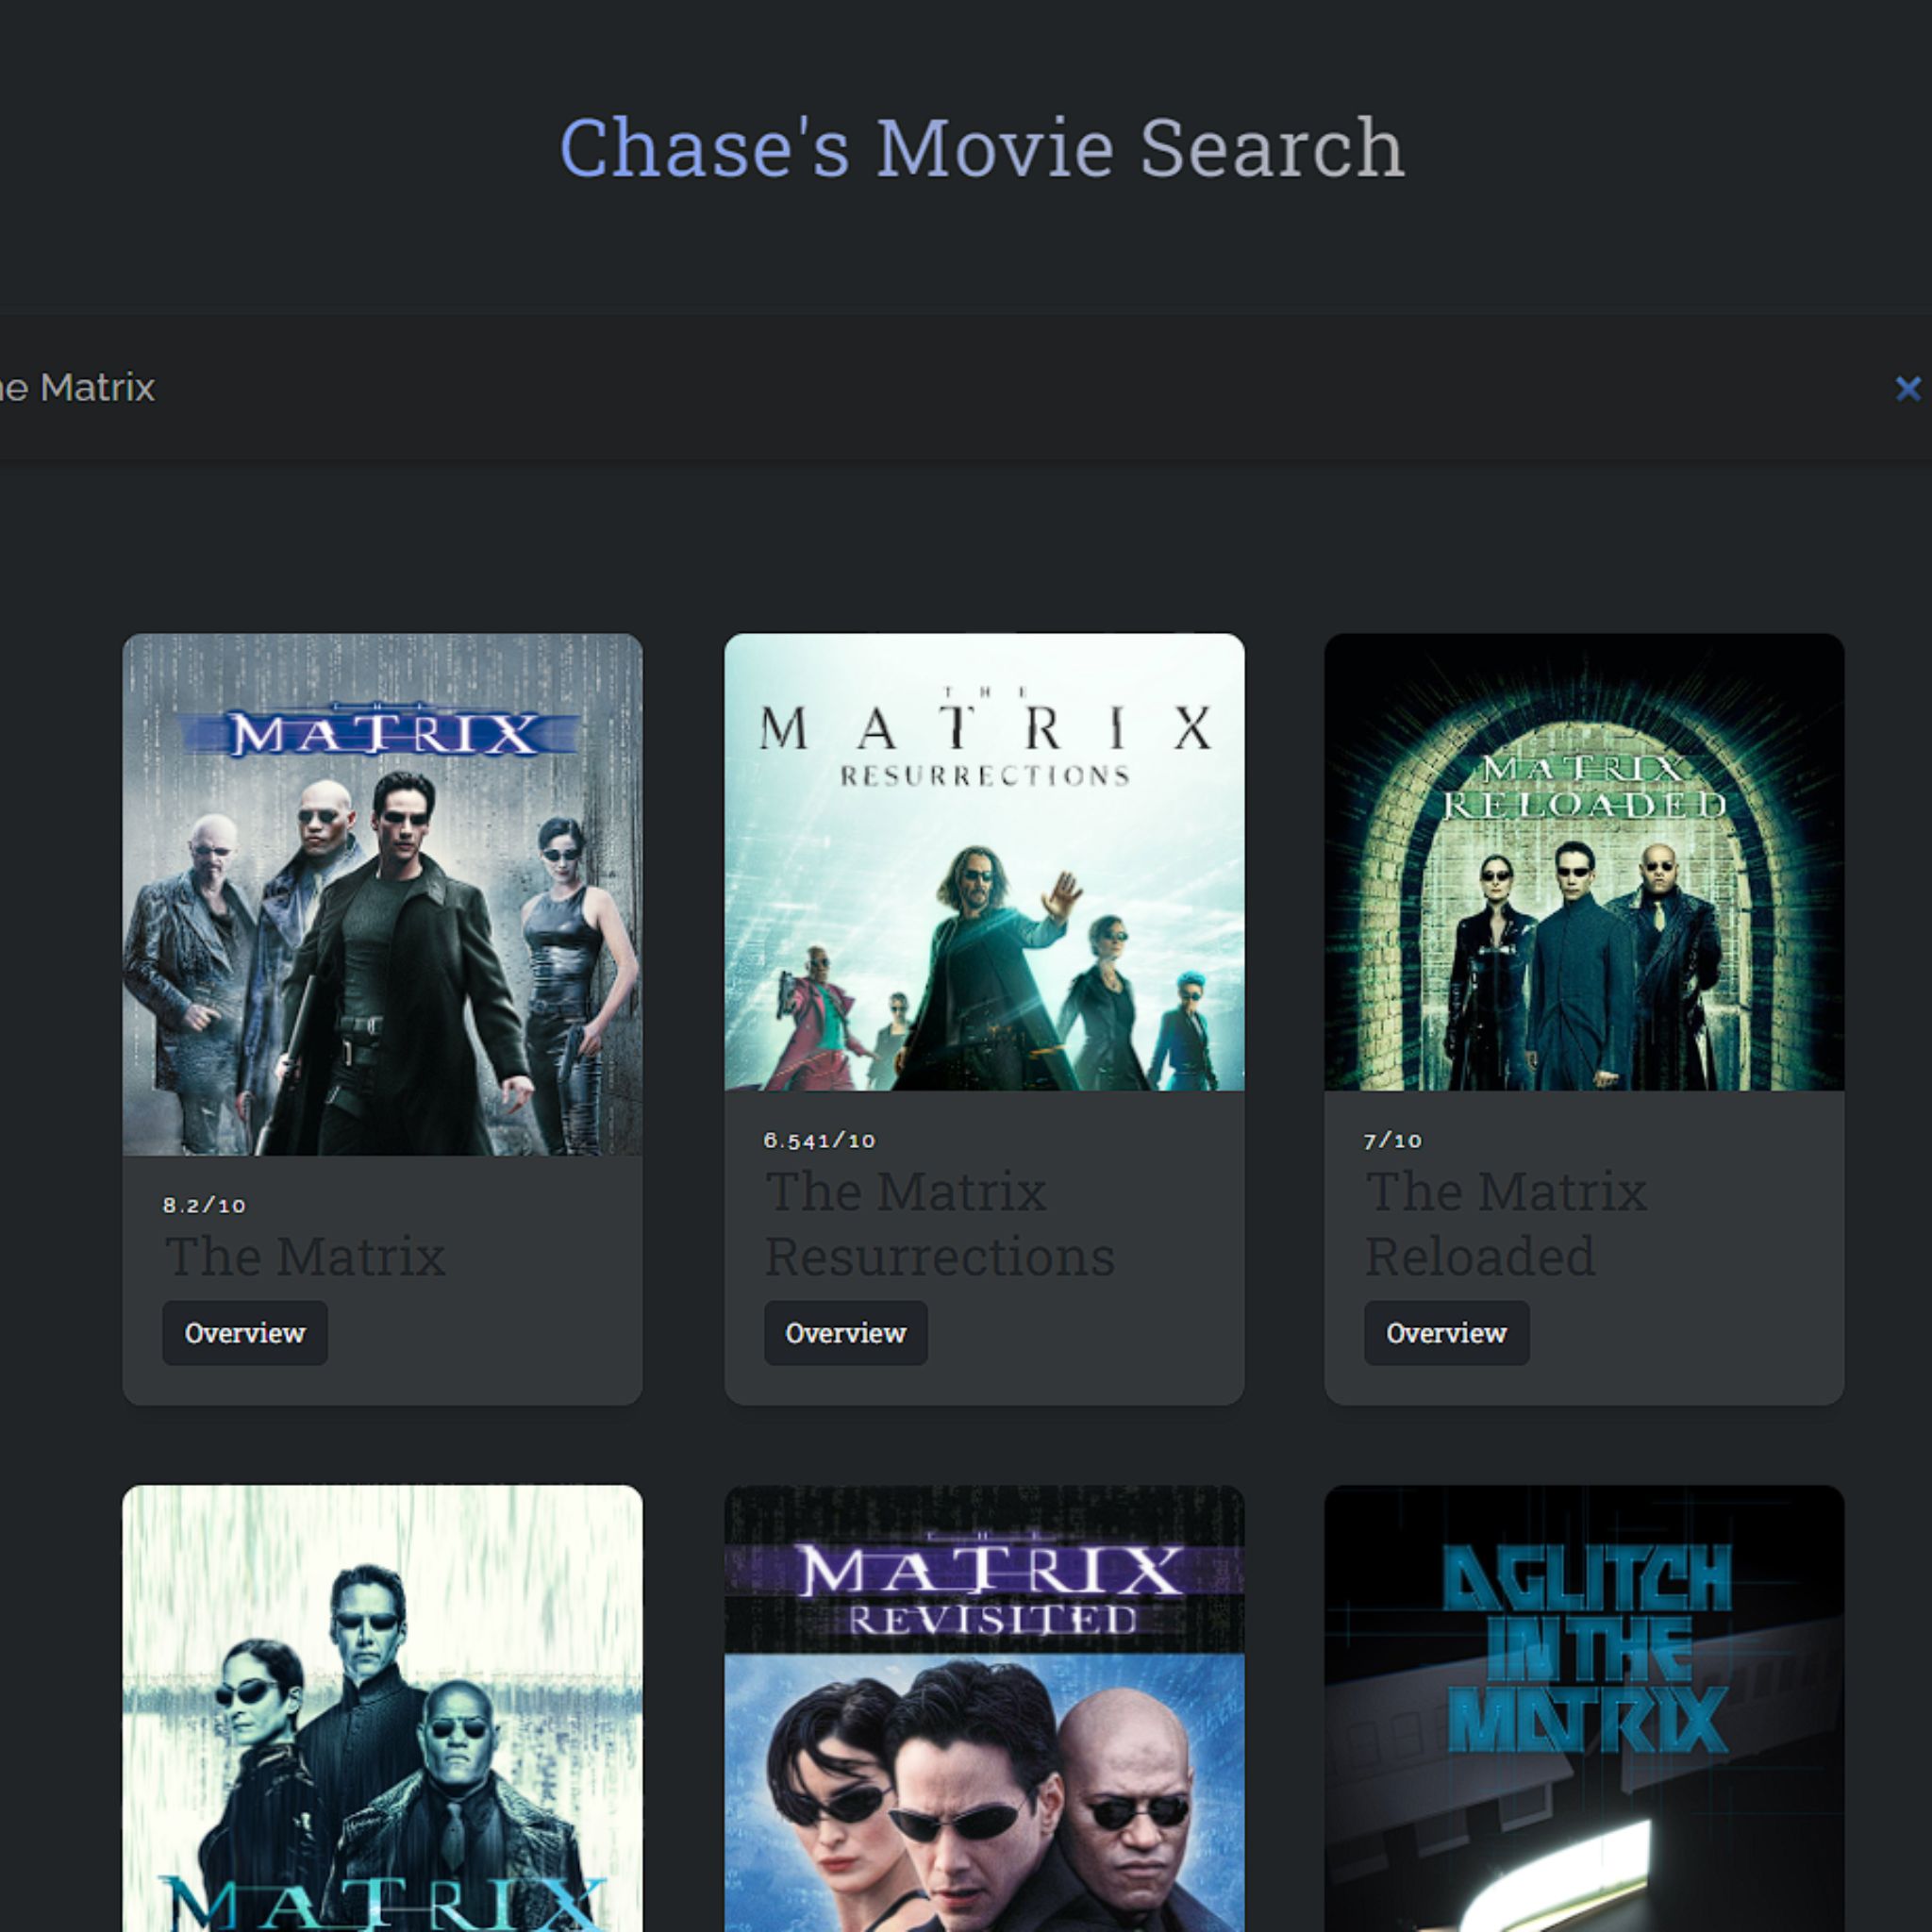 Chase's Movie Search
he Matrix
THE
MATRIX
THE
MATRIX
RESURRECTIONS
MATRIX
RELOADED
8.2/10
The Matrix
Overview
6.541/10
The Matrix
Resurrections
Overview
7/10
The Matrix
Reloaded
Overview
MATRIX
THE
MATRIX
REVISITED
A GLITCH
IN THE
MATRIX